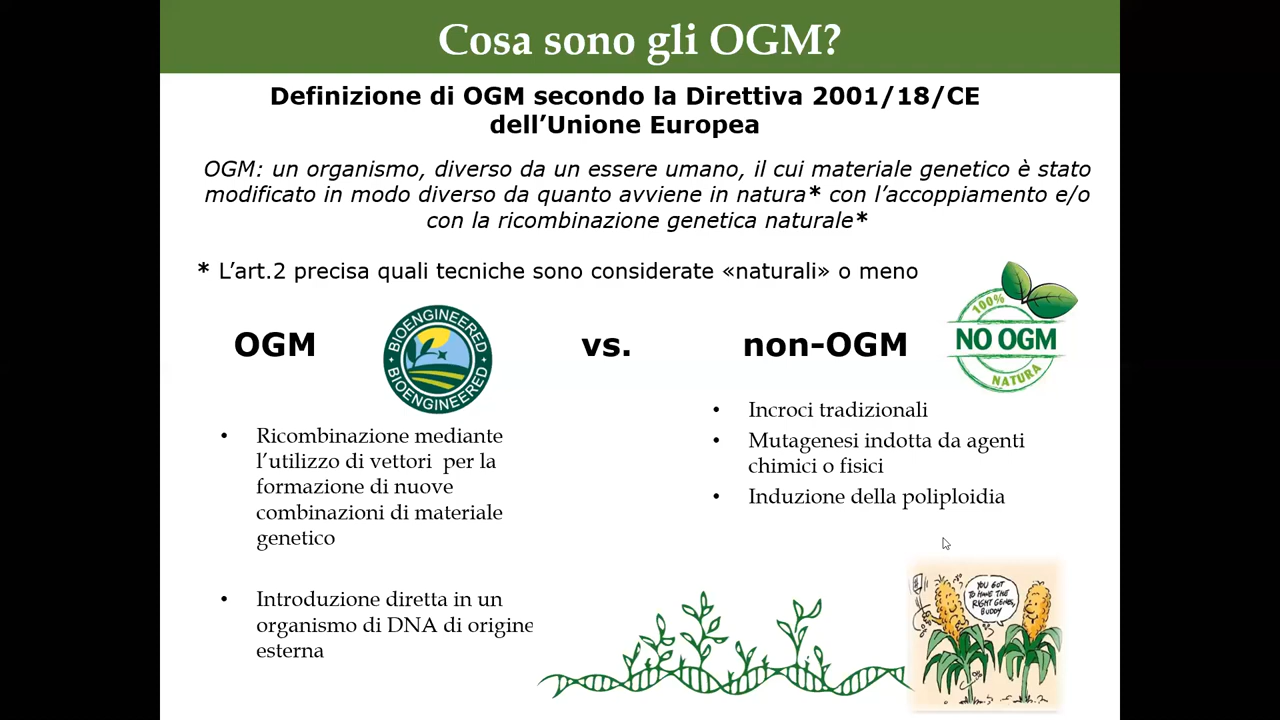 Cosa sono gli OGM?
Definizione di OGM secondo la Direttiva 2001/18/CE
dell’Unione Europea
OGM: un organismo, diverso da un essere umano, il cui materiale genetico è stato
modificato in modo diverso da quanto avviene in natura* con l’accoppiamento e/o
con la ricombinazione genetica naturale*
* L’art.2 precisa quali tecniche sono considerate «naturali» o meno
OGM
BIOENGINEERED
BIOENGINEERED
vs.
non-OGM
100%
NO OGM
NATURA
• Ricombinazione mediante
l’utilizzo di vettori per la
formazione di nuove
combinazioni di materiale
genetico
• Introduzione diretta in un
organismo di DNA di origine
esterna
• Incroci tradizionali
• Mutagenesi indotta da agenti
chimici o fisici
• Induzione della poliploidia
YOU GOT
TO HAVE THE
RIGHT GENES,
BUDDY